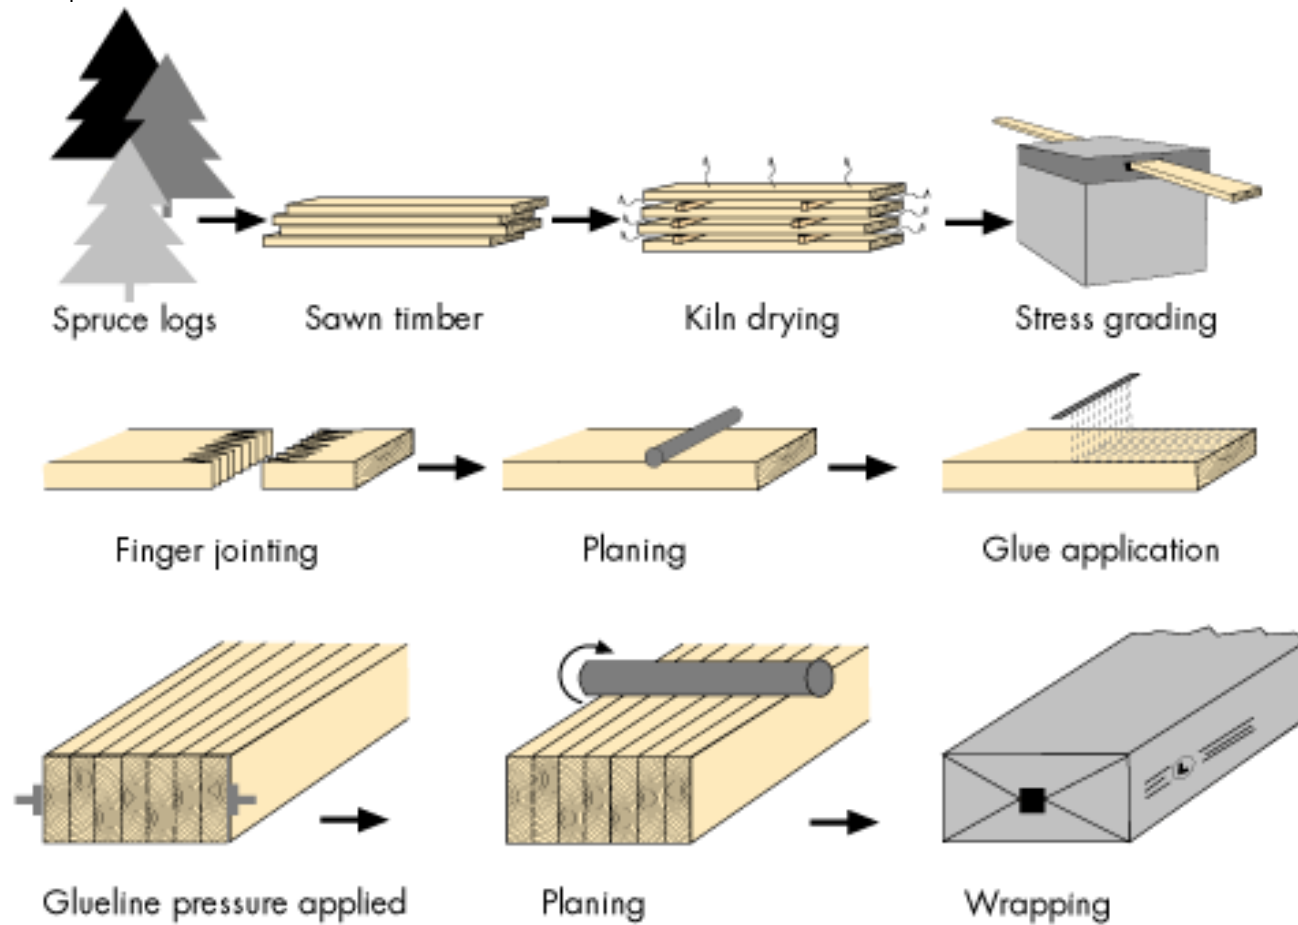 Spruce logs
Sawn timber
Kiln drying
Stress grading
Finger jointing
Planing
Glue application
Glueline pressure applied
Planing
Wrapping